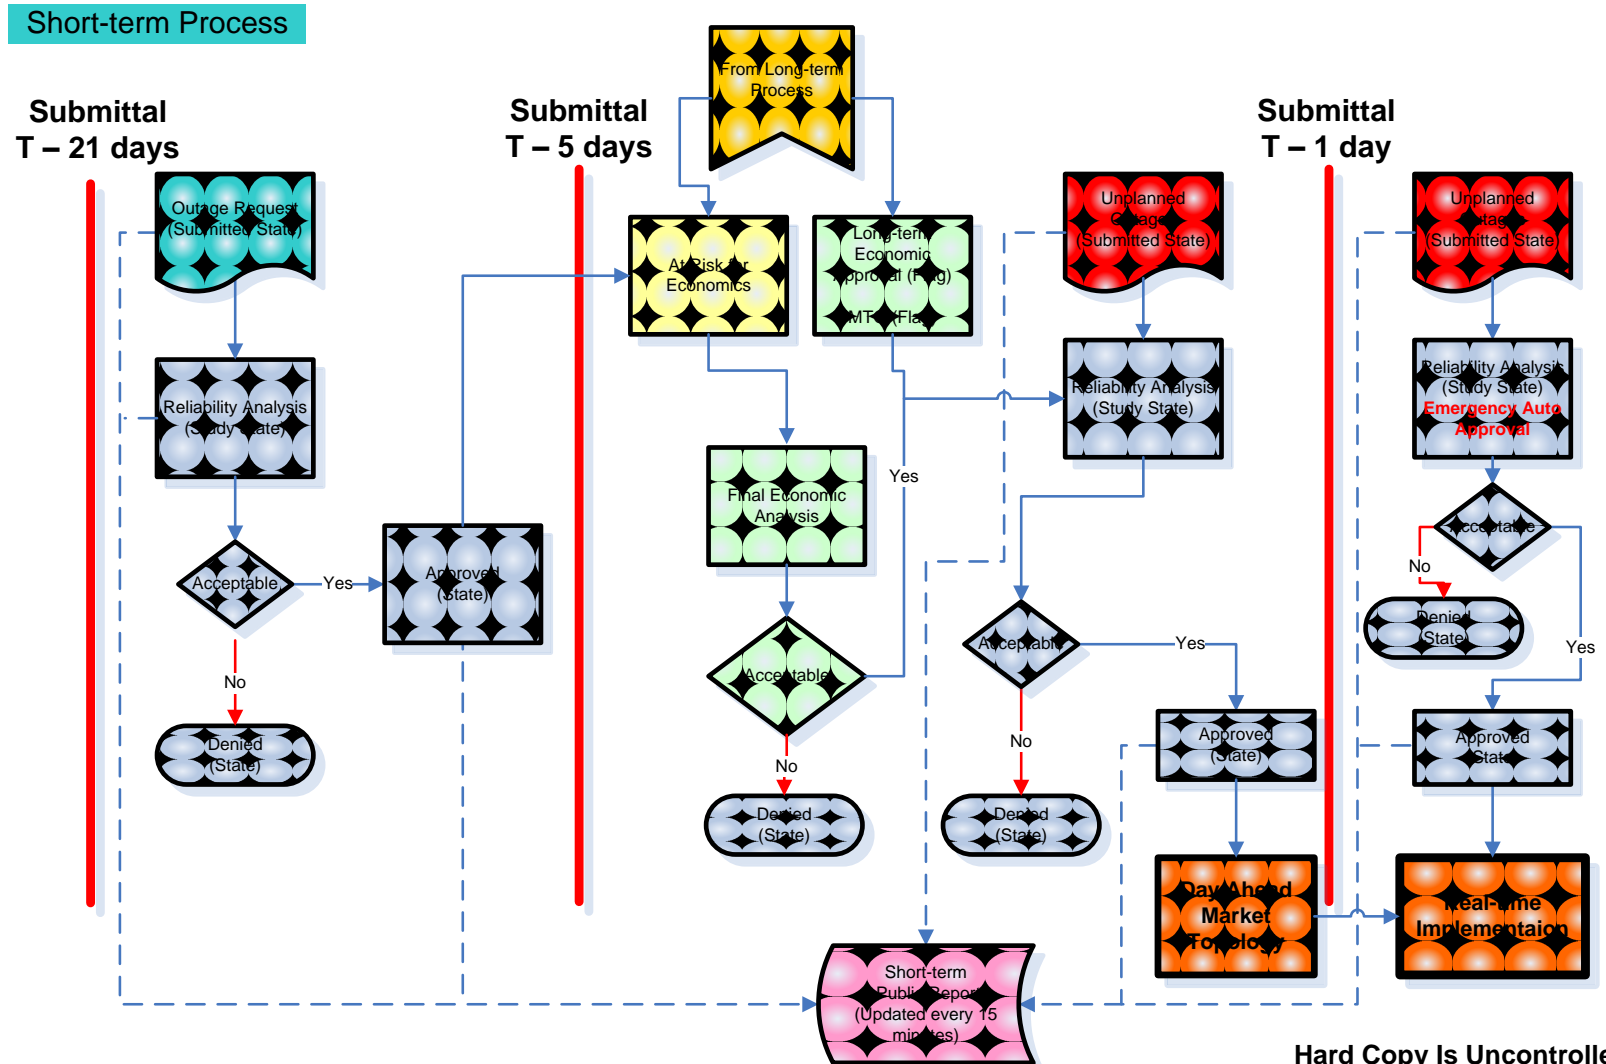 Short-term Process
From Long-term
Process
Submittal
T – 21 days
Submittal
T – 5 days
Submittal
T – 1 day
Outage Request
(Submitted State)
At Risk for
Economics
Long-term
Economic
Approval (Flag)
(Flag)
Unplanned
Outage
(Submitted State)
Unplanned
Outage
(Submitted State)
Reliability Analysis
(Study State)
Reliability Analysis
(Study State)
Reliability Analysis
(Study State)
Emergency Auto
Approval
Final Economic
Analysis
Yes
Acceptable
Yes
Approved
(State)
No
Denied
(State)
Acceptable
No
Denied
(State)
Acceptable
Yes
No
Denied
(State)
Approved
(State)
Acceptable
No
Denied
(State)
Yes
Approved
State
Day Ahead
Market
Topology
Real-time
Implementaion
Short-term
Public Report
(Updated every 15
minutes)
Hard Copy Is